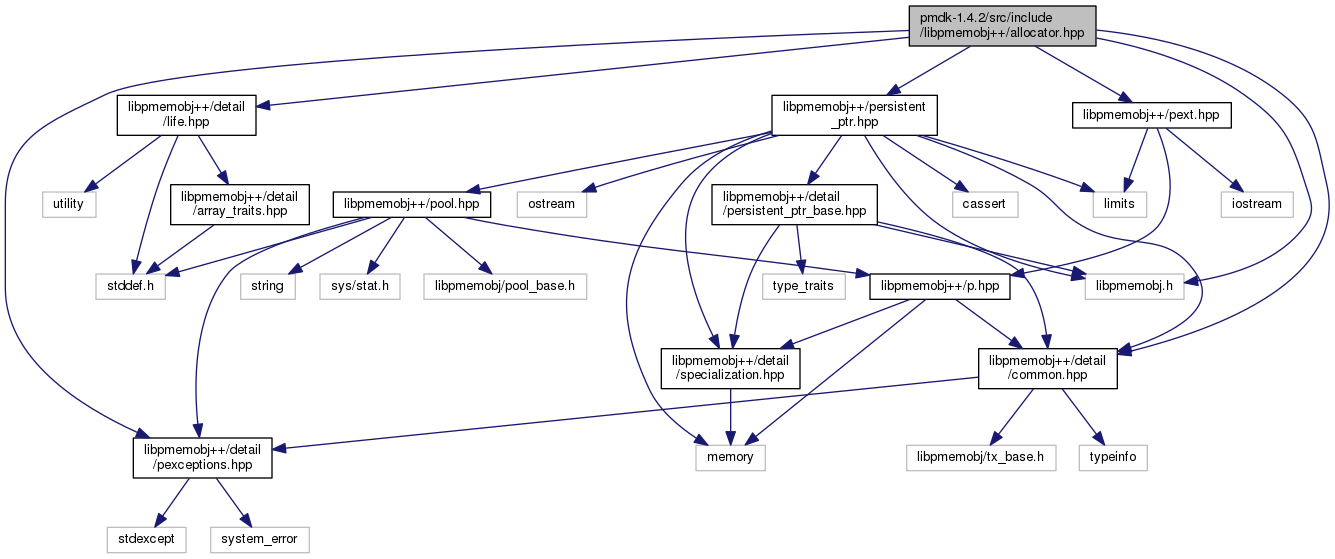 pmdk-1.4.2/src/include
/libpmemobj++/allocator.hpp
libpmemobj++/detail
/life.hpp
libpmemobj++/persistent
_ptr.hpp
libpmemobj++/pext.hpp
utility
libpmemobj++/detail
/array_traits.hpp
libpmemobj++/pool.hpp
ostream
libpmemobj++/detail
/persistent_ptr_base.hpp
cassert
limits
iostream
stddef.h
string
sys/stat.h
libpmemobj/pool_base.h
type_traits
libpmemobj++/p.hpp
libpmemobj.h
libpmemobj++/detail
/specialization.hpp
libpmemobj++/detail
/common.hpp
libpmemobj++/detail
/pexceptions.hpp
memory
libpmemobj/tx_base.h
typeinfo
stdexcept
system_error